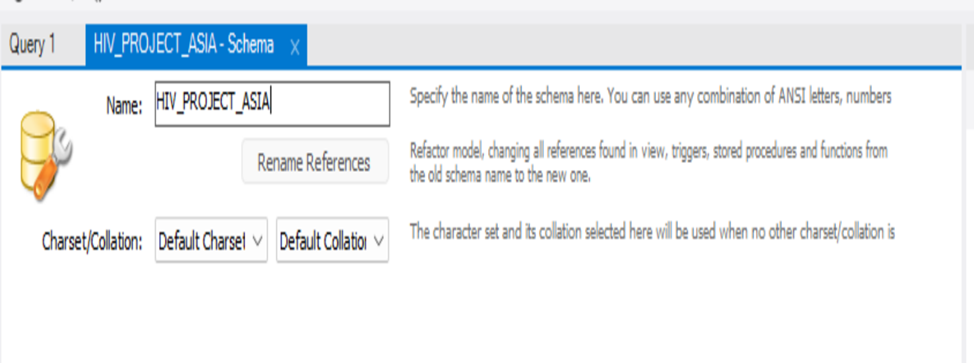 Query 1
HIV_PROJECT_ASIA - Schema x
Name:
HIV_PROJECT_ASIA
Specify the name of the schema here. You can use any combination of ANSI letters, numbers
Rename References
Refactor model, changing all references found in view, triggers, stored procedures and functions from
the old schema name to the new one.
Charset/Collation:
Default Charset
Default Collation
The character set and its collation selected here will be used when no other charset/collation is